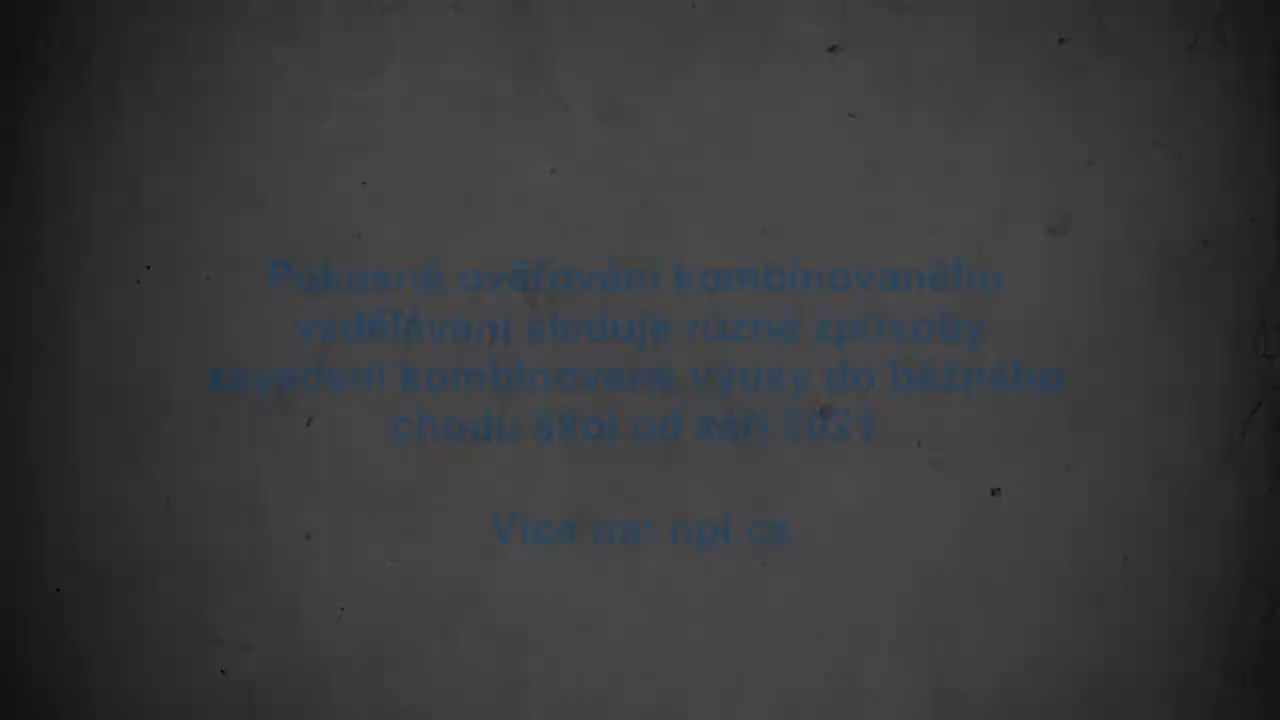 Pokusné ověřování kombinovaného
vzdělávání sleduje různé způsoby
zavedení kombinované výuky do běžného
chodu škol od září 2021
Více na: npi.cz